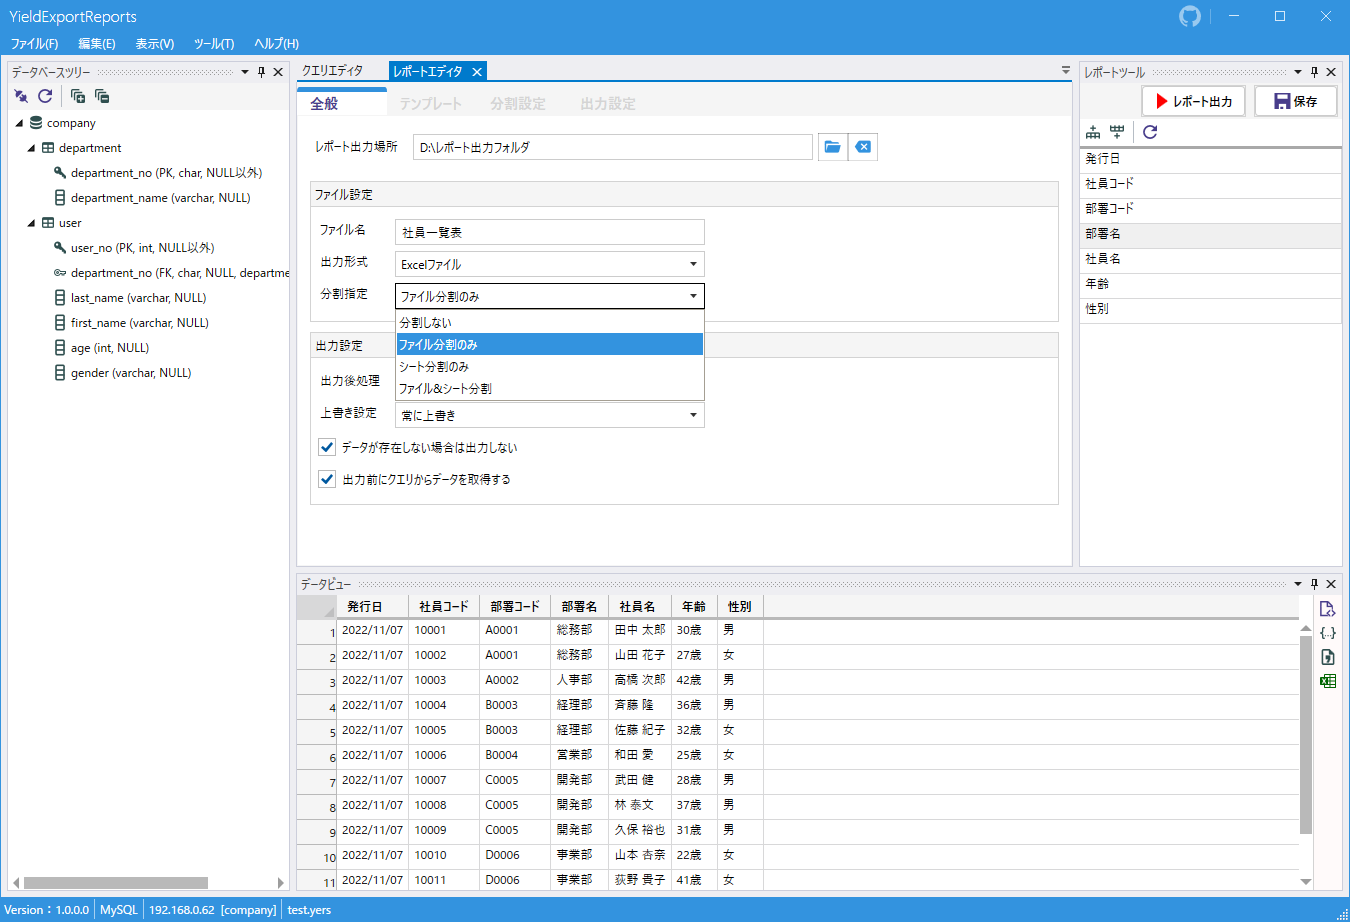 YieldExportReports
ファイル(F) 編集(E) 表示(V) ツール(T) ヘルプ(H)
データベースツリー
company
department
department_no (PK, char, NULL以外)
department_name (varchar, NULL)
user
user_no (PK, int, NULL以外)
department_no (FK, char, NULL, departme
last_name (varchar, NULL)
first_name (varchar, NULL)
age (int, NULL)
gender (varchar, NULL)
クエリエディタ レポートエディタ
全般 テンプレート 分割設定 出力設定
レポート出力場所 D:\レポート出力フォルダ
ファイル設定
ファイル名 社員一覧表
出力形式 Excelファイル
分割指定 ファイル分割のみ
分割しない
ファイル分割のみ
シート分割のみ
ファイル&シート分割
出力設定
出力後処理
上書き設定 常に上書き
データが存在しない場合は出力しない
出力前にクエリからデータを取得する
レポートツール
レポート出力 保存
発行日
社員コード
部署コード
部署名
社員名
年齢
性別
データビュー
発行日 社員コード 部署コード 部署名 社員名 年齢 性別
1 2022/11/07 10001 A0001 総務部 田中 太郎 30歳 男
2 2022/11/07 10002 A0001 総務部 山田 花子 27歳 女
3 2022/11/07 10003 A0002 人事部 高橋 次郎 42歳 男
4 2022/11/07 10004 B0003 経理部 斉藤 隆 36歳 男
5 2022/11/07 10005 B0003 経理部 佐藤 紀子 32歳 女
6 2022/11/07 10006 B0004 営業部 和田 愛 25歳 女
7 2022/11/07 10007 C0005 開発部 武田 健 28歳 男
8 2022/11/07 10008 C0005 開発部 林 泰文 37歳 男
9 2022/11/07 10009 C0005 開発部 久保 裕也 31歳 男
10 2022/11/07 10010 D0006 事業部 山本 杏奈 22歳 女
11 2022/11/07 10011 D0006 事業部 荻野 貴子 41歳 女
Version：1.0.0.0 MySQL 192.168.0.62 [company] test.yers